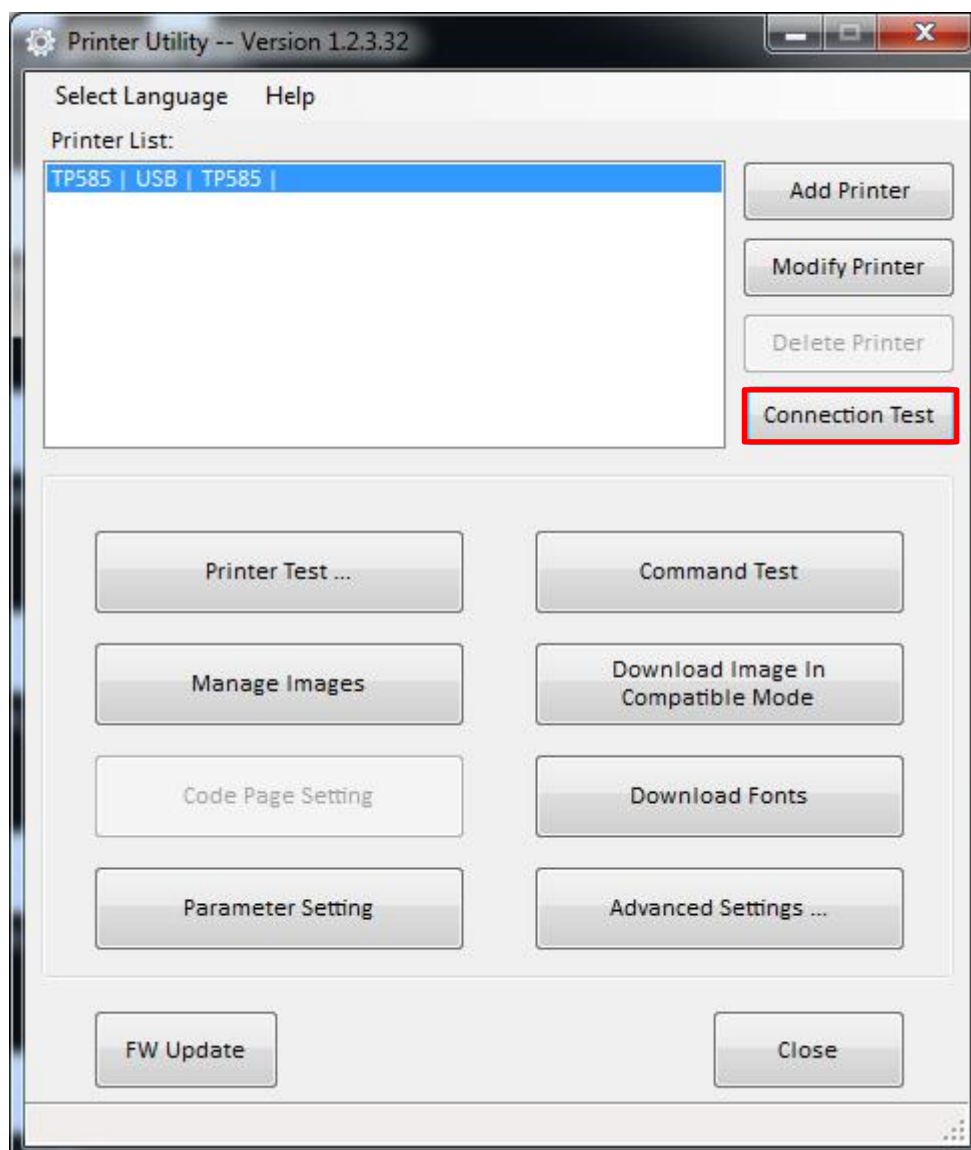 Printer Utility -- Version 1.2.3.32
Select Language Help
Printer List:
TP585 | USB | TP585 |
Add Printer
Modify Printer
Delete Printer
Connection Test
Printer Test ...
Command Test
Manage Images
Download Image In
Compatible Mode
Code Page Setting
Download Fonts
Parameter Setting
Advanced Settings ...
FW Update
Close